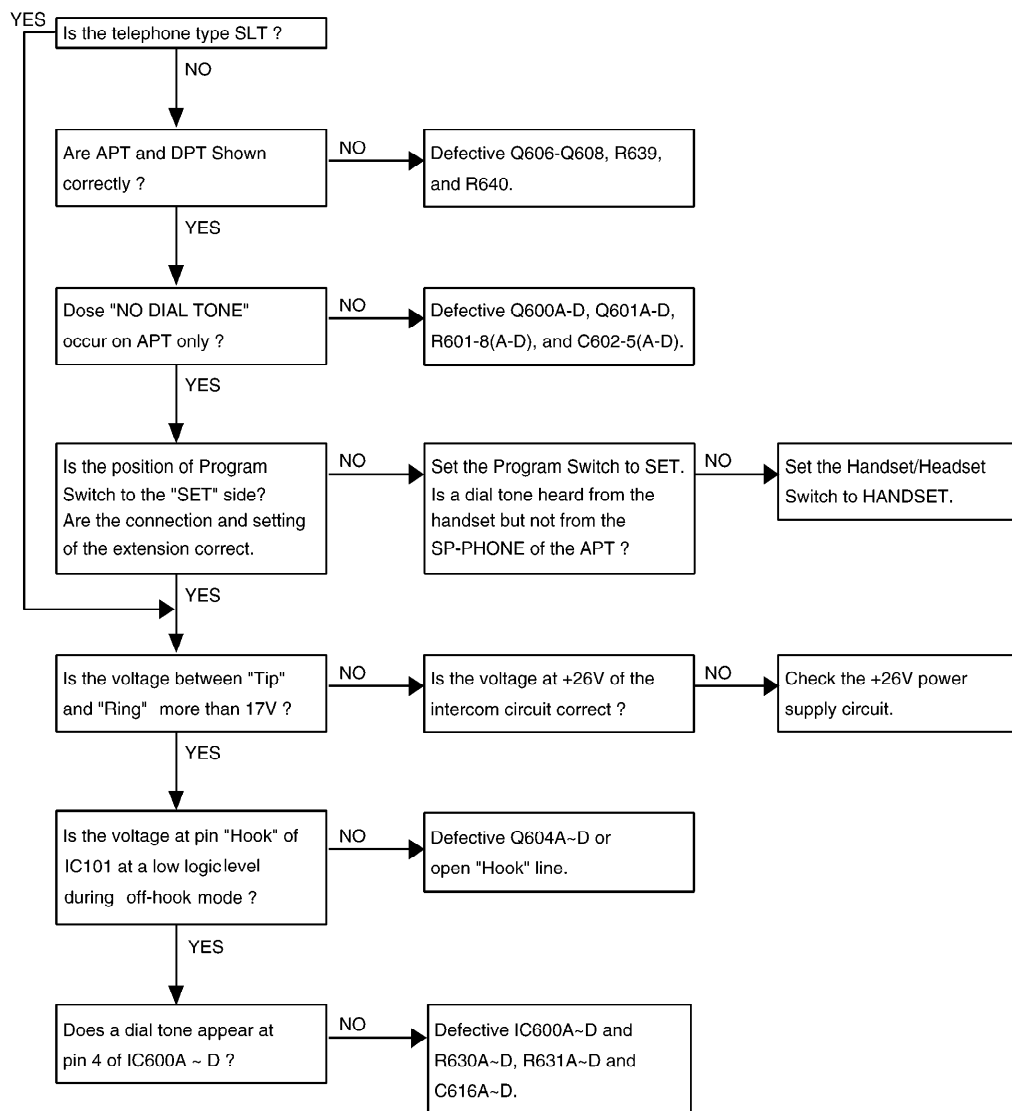 YES
Is the telephone type SLT ?
NO
Are APT and DPT Shown
correctly ?
NO
Defective Q606-Q608, R639,
and R640.
YES
Dose "NO DIAL TONE"
occur on APT only ?
NO
Defective Q600A-D, Q601A-D,
R601-8(A-D), and C602-5(A-D).
YES
Is the position of Program
Switch to the "SET" side?
Are the connection and setting
of the extension correct.
NO
Set the Program Switch to SET.
Is a dial tone heard from the
handset but not from the
SP-PHONE of the APT ?
NO
Set the Handset/Headset
Switch to HANDSET.
YES
Is the voltage between "Tip"
and "Ring" more than 17V ?
NO
Is the voltage at +26V of the
intercom circuit correct ?
NO
Check the +26V power
supply circuit.
YES
Is the voltage at pin "Hook" of
IC101 at a low logic level
during off-hook mode ?
NO
Defective Q604A~D or
open "Hook" line.
YES
Does a dial tone appear at
pin 4 of IC600A ~ D ?
NO
Defective IC600A~D and
R630A~D, R631A~D and
C616A~D.